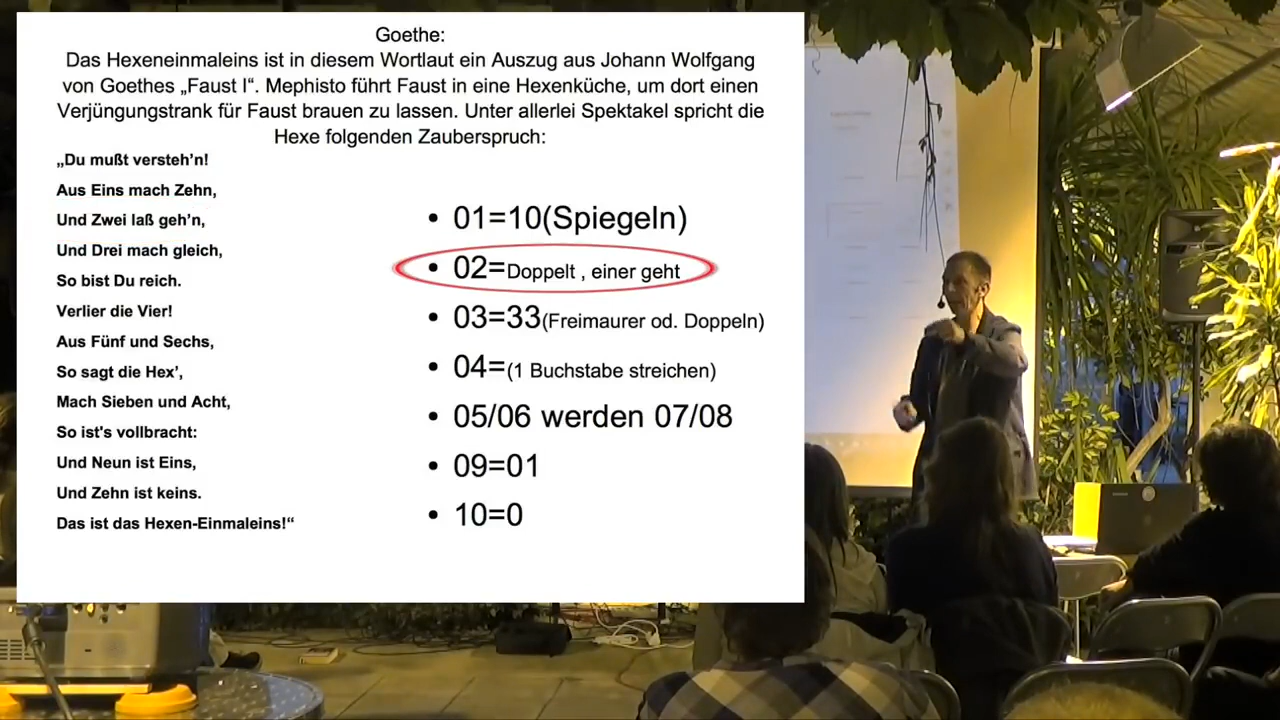 Goethe:
Das Hexeneinmaleins ist in diesem Wortlaut ein Auszug aus Johann Wolfgang
von Goethes „Faust I“. Mephisto führt Faust in eine Hexenküche, um dort einen
Verjüngungstrank für Faust brauen zu lassen. Unter allerlei Spektakel spricht die
Hexe folgenden Zauberspruch:
„Du mußt versteh’n!
Aus Eins mach Zehn,
Und Zwei laß geh’n,
Und Drei mach gleich,
So bist Du reich.
Verlier die Vier!
Aus Fünf und Sechs,
So sagt die Hex’,
Mach Sieben und Acht,
So ist's vollbracht:
Und Neun ist Eins,
Und Zehn ist keins.
Das ist das Hexen-Einmaleins!“
• 01=10(Spiegeln)
• 02=Doppelt , einer geht
• 03=33(Freimaurer od. Doppeln)
• 04=(1 Buchstabe streichen)
• 05/06 werden 07/08
• 09=01
• 10=0